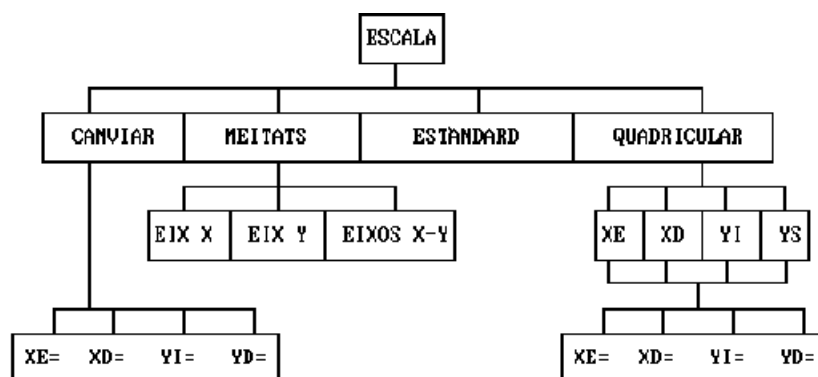 ESCALA
CANVIAR MEITATS ESTANDARD QUADRICULAR
EIX X EIX Y EIXOS X-Y XE XD YI YS
XE= XD= YI= YD= XE= XD= YI= YD=